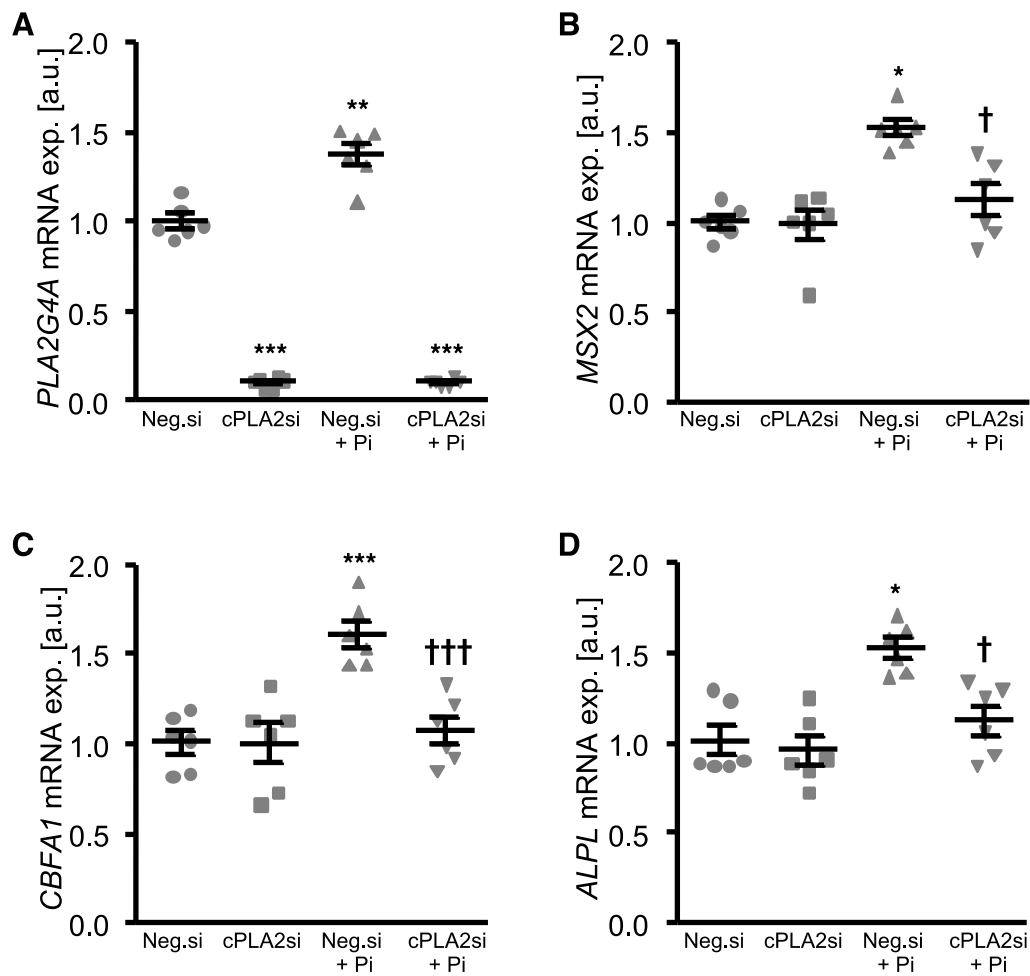 A
PLA2G4A mRNA exp. [a.u.]
2.0
1.5
1.0
0.5
0.0
**
***
***
Neg.si cPLA2si Neg.si cPLA2si
+ Pi + Pi
B
MSX2 mRNA exp. [a.u.]
2.0
1.5
1.0
0.5
0.0
*
†
Neg.si cPLA2si Neg.si cPLA2si
+ Pi + Pi
C
CBFA1 mRNA exp. [a.u.]
2.0
1.5
1.0
0.5
0.0
***
†††
Neg.si cPLA2si Neg.si cPLA2si
+ Pi + Pi
D
ALPL mRNA exp. [a.u.]
2.0
1.5
1.0
0.5
0.0
*
†
Neg.si cPLA2si Neg.si cPLA2si
+ Pi + Pi